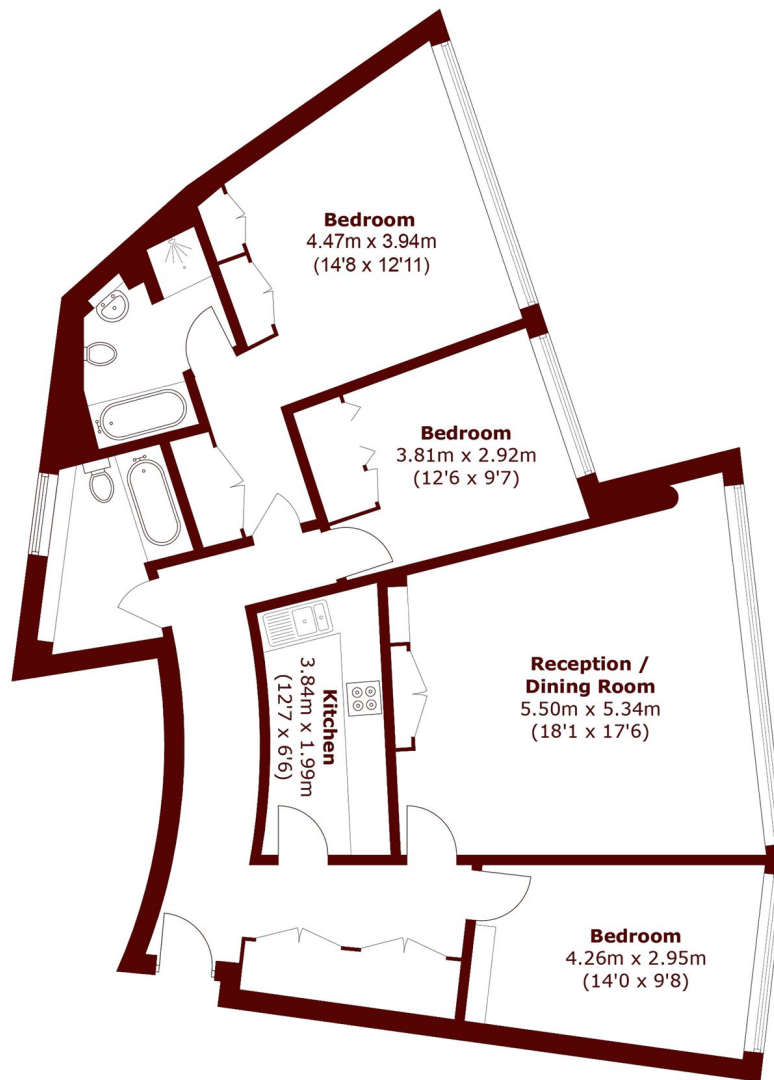 Bedroom
4.47m x 3.94m
(14'8 x 12'11)
Bedroom
3.81m x 2.92m
(12'6 x 9'7)
Reception /
Dining Room
5.50m x 5.34m
(18'1 x 17'6)
Kitchen
3.84m x 1.99m
(12'7 x 6'6)
Bedroom
4.26m x 2.95m
(14'0 x 9'8)